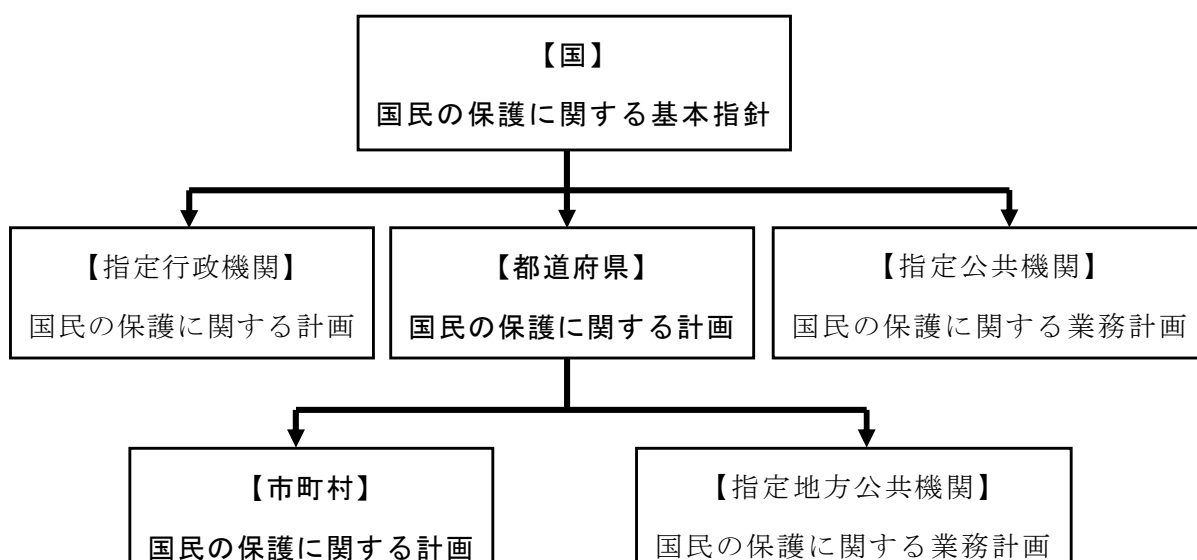 【国】
国民の保護に関する基本指針
【指定行政機関】
国民の保護に関する計画
【都道府県】
国民の保護に関する計画
【指定公共機関】
国民の保護に関する業務計画
【市町村】
国民の保護に関する計画
【指定地方公共機関】
国民の保護に関する業務計画